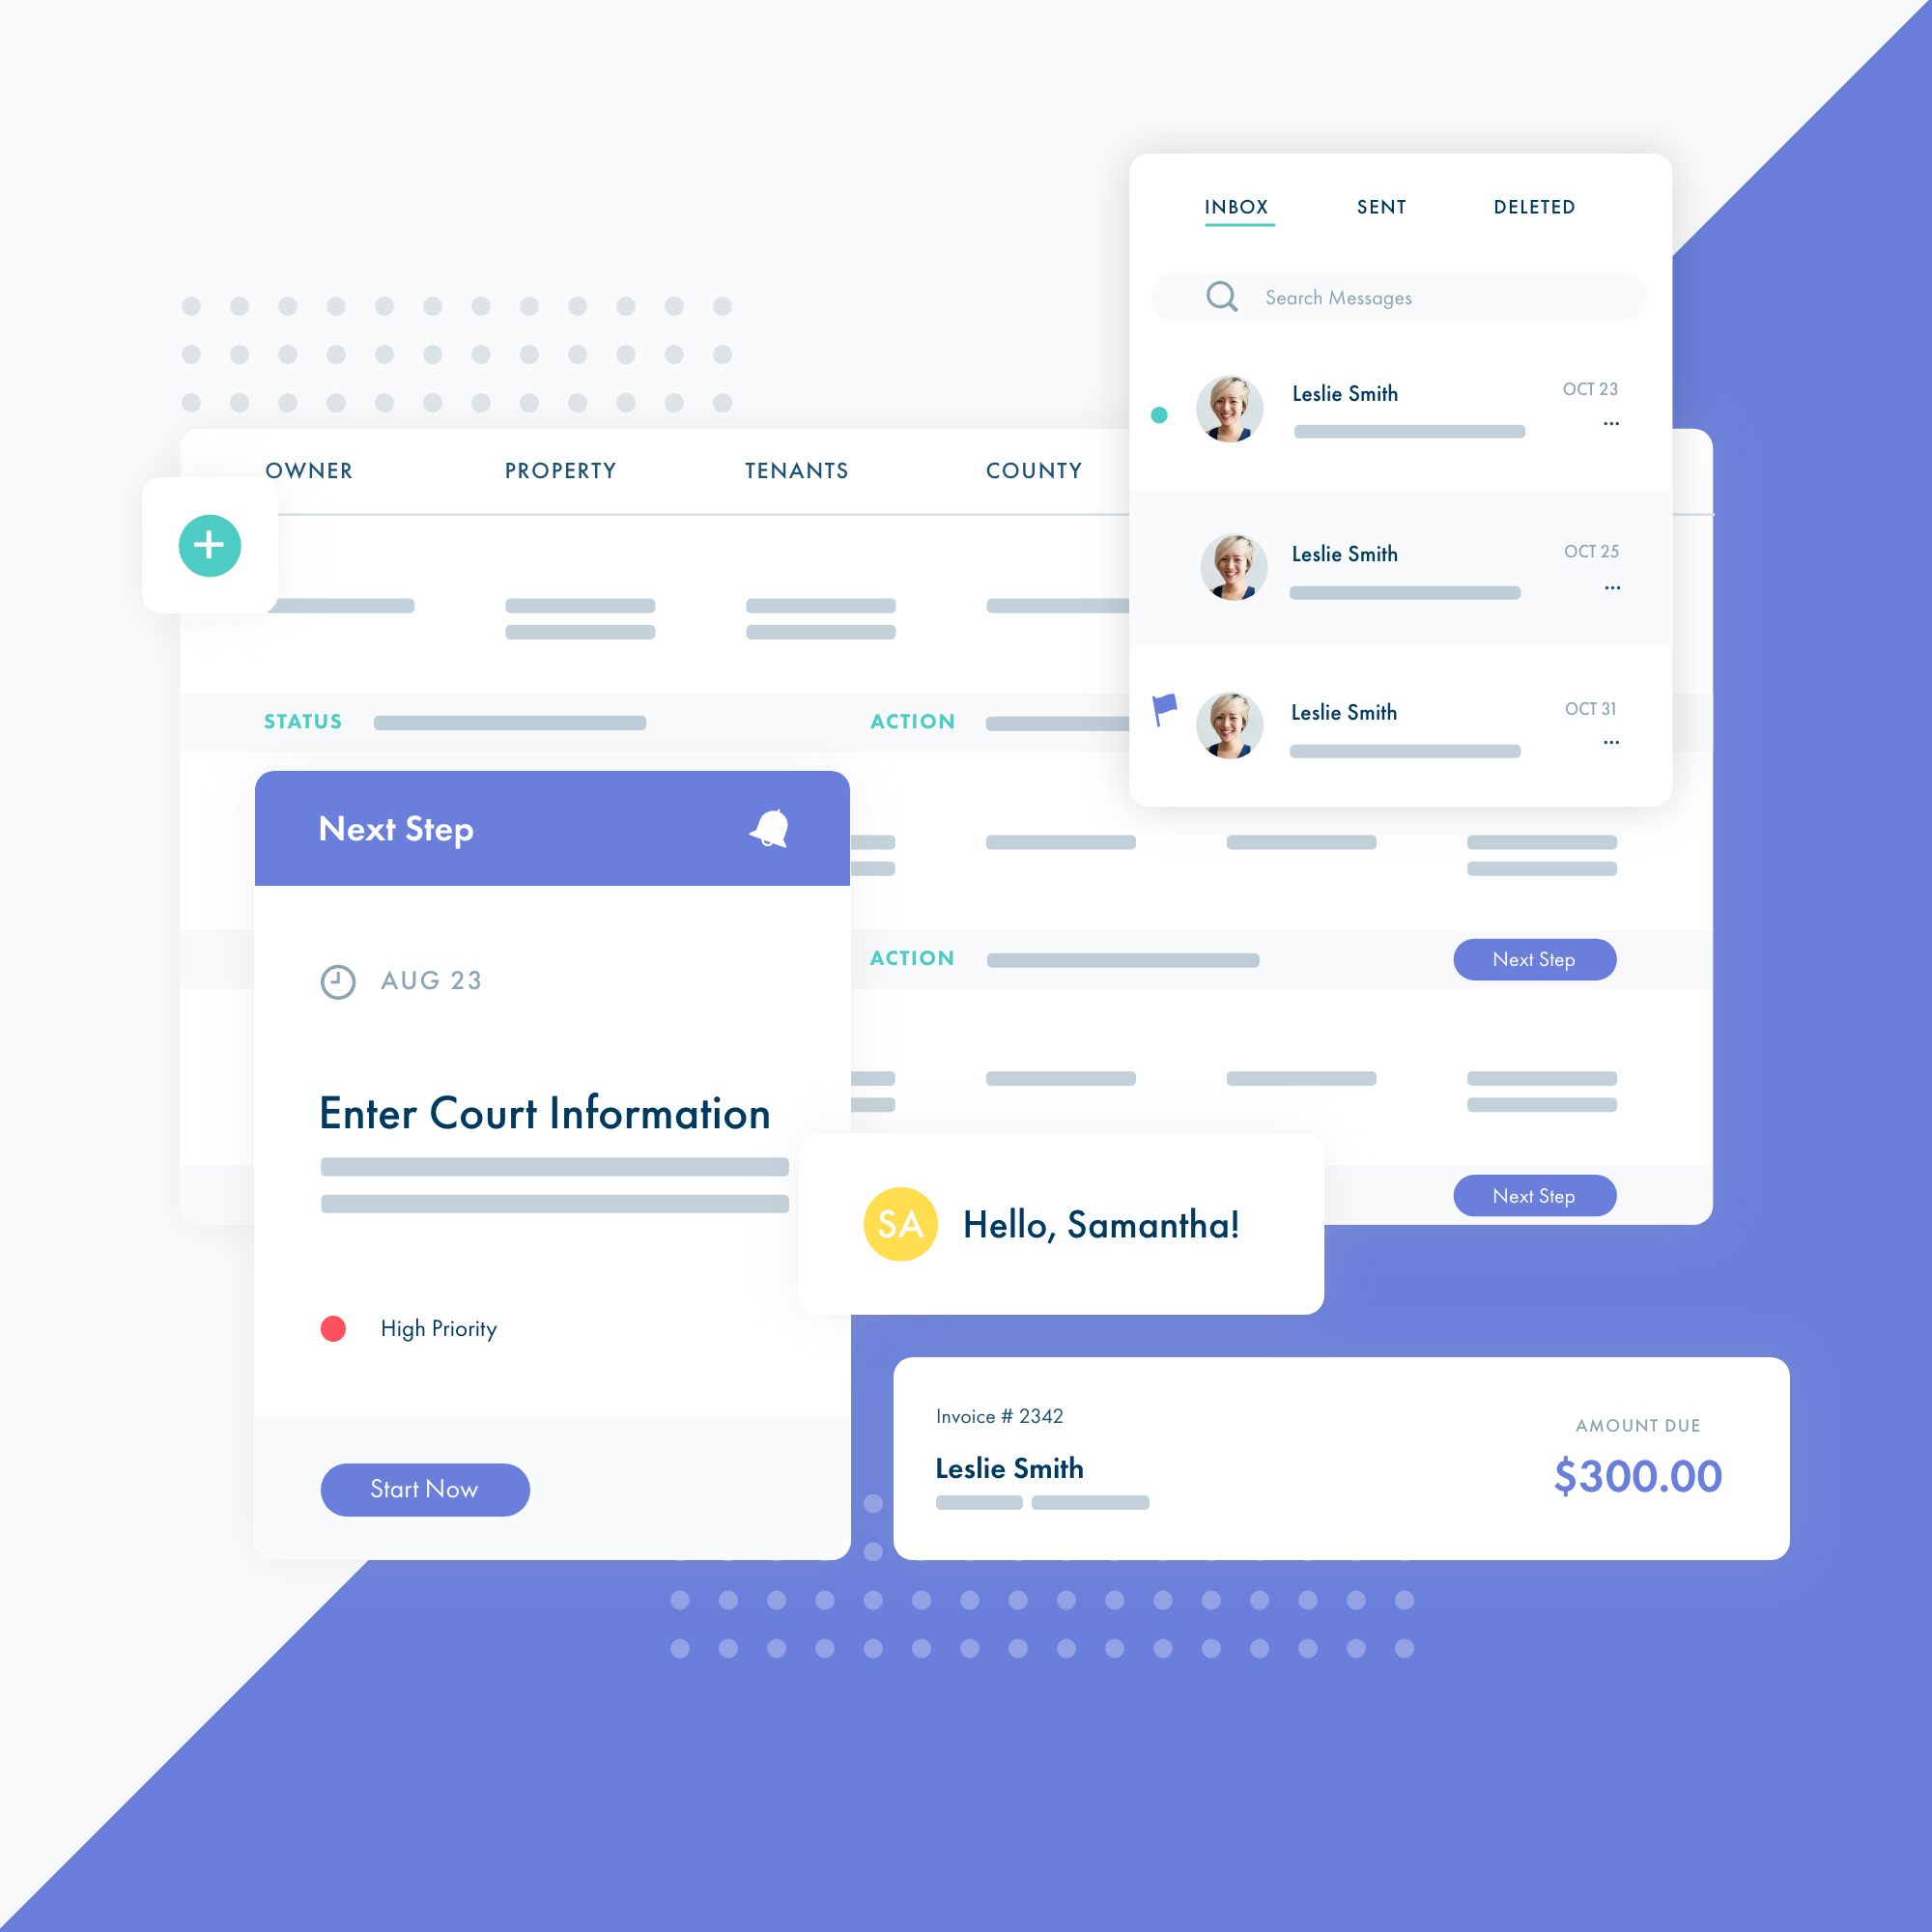 INBOX SENT DELETED
Search Messages
Leslie Smith OCT 23
...
Leslie Smith OCT 25
...
Leslie Smith OCT 31
...
OWNER PROPERTY TENANTS COUNTY
STATUS ACTION
Next Step
AUG 23
Enter Court Information
High Priority
Start Now
ACTION Next Step
Next Step
SA Hello, Samantha!
Invoice # 2342
Leslie Smith
AMOUNT DUE
$300.00